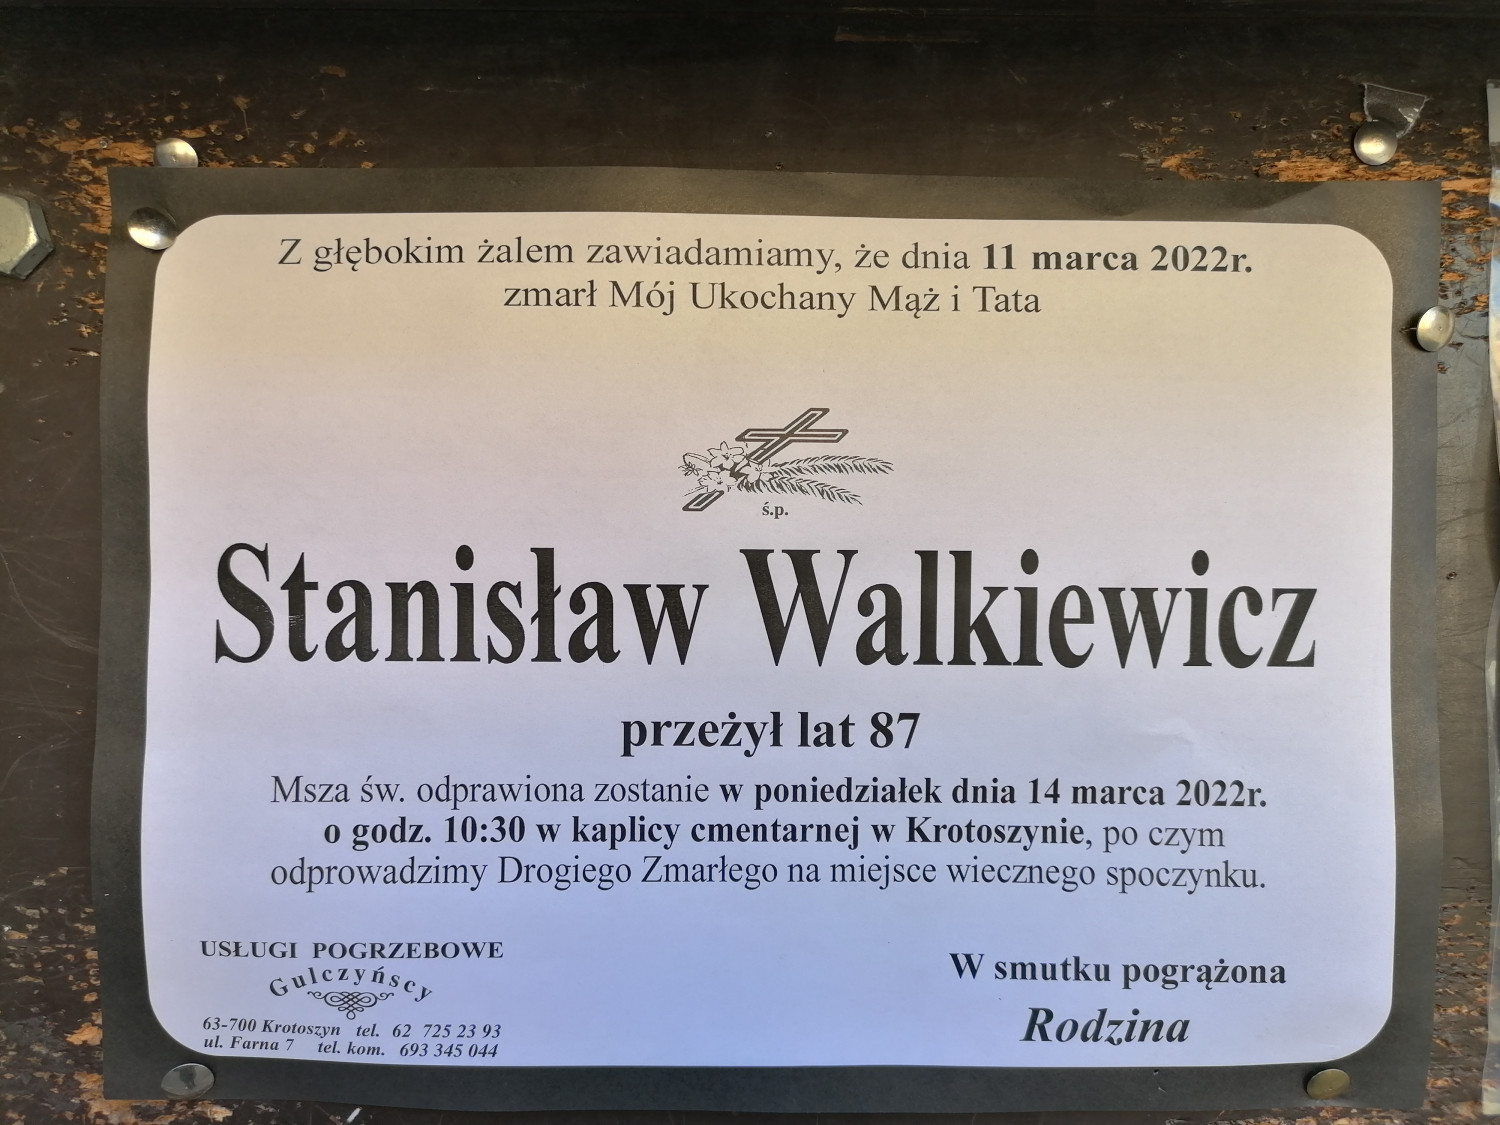 Z głębokim żalem zawiadamiamy, że dnia 11 marca 2022r.
zmarł Mój Ukochany Mąż i Tata
ś.p.
Stanisław Walkiewicz
przeżył lat 87
Msza św. odprawiona zostanie w poniedziałek dnia 14 marca 2022r.
o godz. 10:30 w kaplicy cmentarnej w Krotoszynie, po czym
odprowadzimy Drogiego Zmarłego na miejsce wiecznego spoczynku.
USŁUGI POGRZEBOWE
Gulczyńscy
63-700 Krotoszyn tel. 62 725 23 93
ul. Farna 7 tel. kom. 693 345 044
W smutku pogrążona
Rodzina